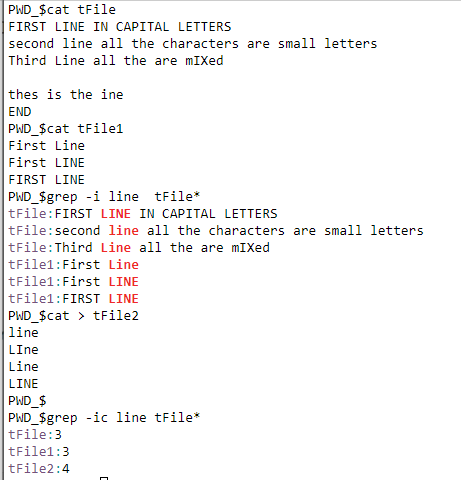 PWD_$cat tFile
FIRST LINE IN CAPITAL LETTERS
second line all the characters are small letters
Third Line all the are mIXed
thes is the ine
END
PWD_$cat tFile1
First Line
First LINE
FIRST LINE
PWD_$grep -i line  tFile*
tFile:FIRST LINE IN CAPITAL LETTERS
tFile:second line all the characters are small letters
tFile:Third Line all the are mIXed
tFile1:First Line
tFile1:First LINE
tFile1:FIRST LINE
PWD_$cat > tFile2
line
LIne
Line
LINE
PWD_$
PWD_$grep -ic line tFile*
tFile:3
tFile1:3
tFile2:4